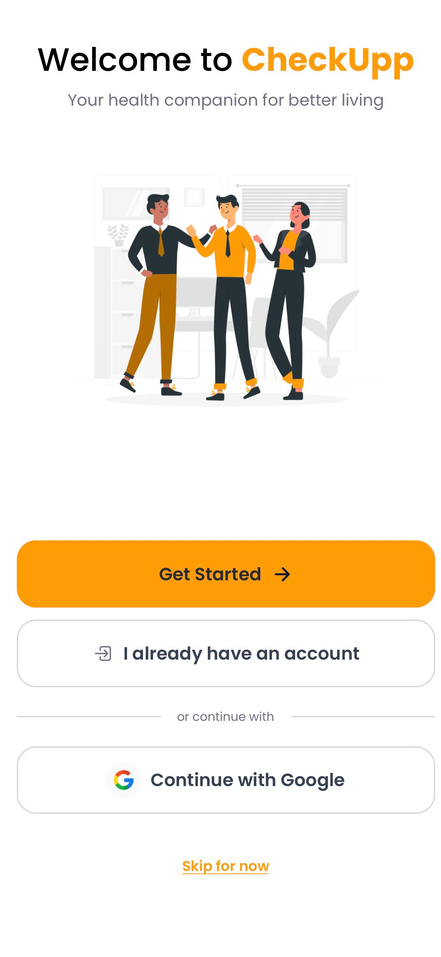 Welcome to CheckUpp
Your health companion for better living
Get Started
I already have an account
or continue with
Continue with Google
Skip for now